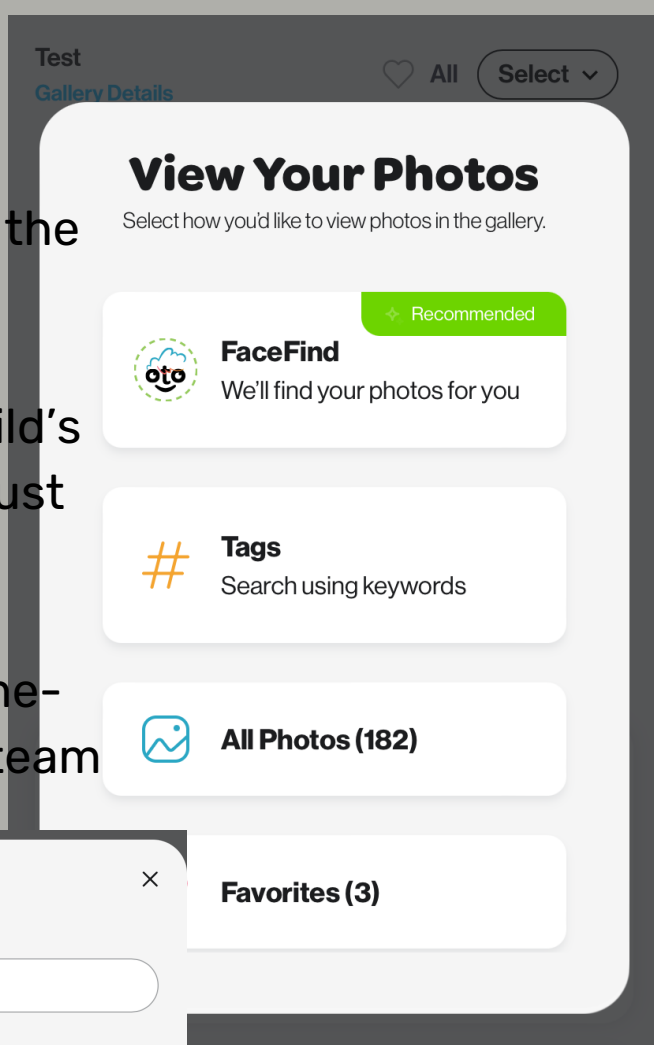 Test
All
Select
Gallery Details
View Your Photos
the
Select how you'd like to view photos in the gallery.
Recommended
FaceFind
We'll find your photos for you
ild's
ust
Tags
Search using keywords
ne-
All Photos (182)
team
Favorites (3)